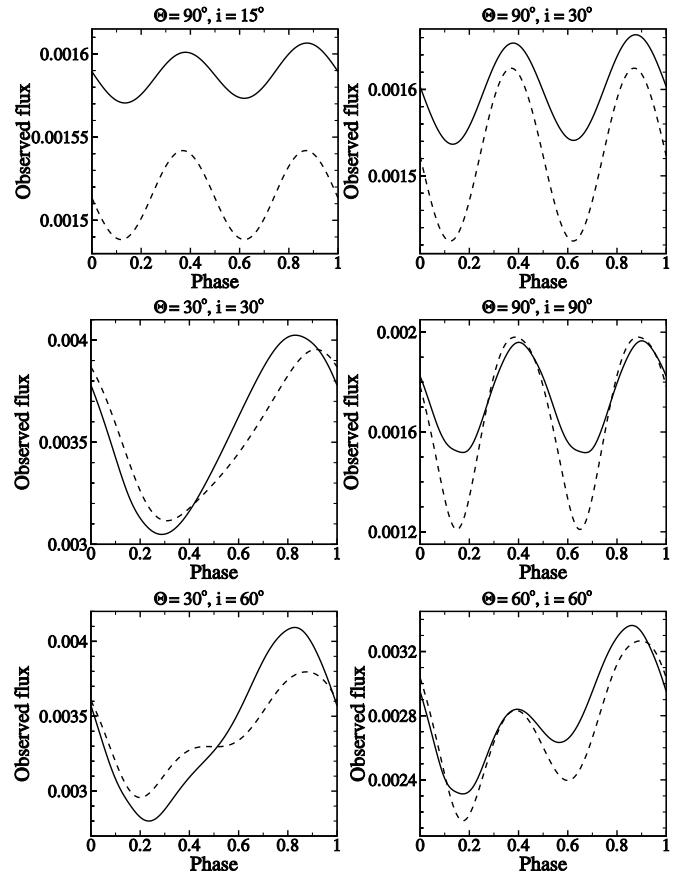 Θ = 90°, i = 15°
Observed flux
0.0016
0.00155
0.0015
0 0.2 0.4 0.6 0.8 1
Phase
Θ = 90°, i = 30°
Observed flux
0.0016
0.0015
0 0.2 0.4 0.6 0.8 1
Phase
Θ = 30°, i = 30°
Observed flux
0.004
0.0035
0.003
0 0.2 0.4 0.6 0.8 1
Phase
Θ = 90°, i = 90°
Observed flux
0.002
0.0016
0.0012
0 0.2 0.4 0.6 0.8 1
Phase
Θ = 30°, i = 60°
Observed flux
0.004
0.0035
0.003
0 0.2 0.4 0.6 0.8 1
Phase
Θ = 60°, i = 60°
Observed flux
0.0032
0.0028
0.0024
0 0.2 0.4 0.6 0.8 1
Phase